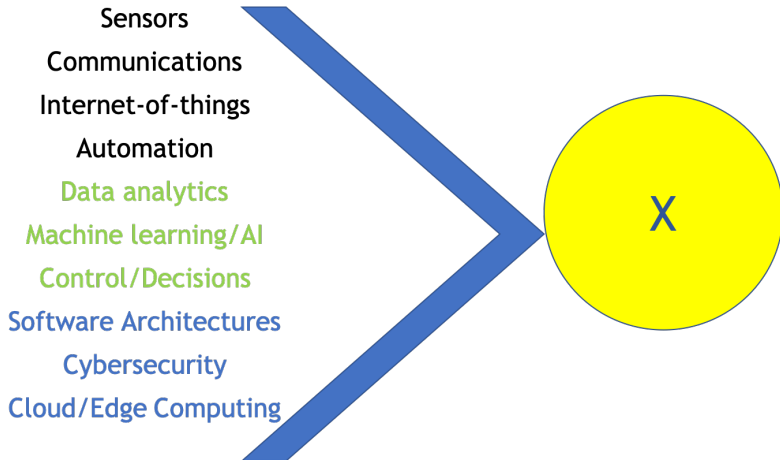 Sensors
Communications
Internet-of-things
Automation
Data analytics
Machine learning/AI
Control/Decisions
Software Architectures
Cybersecurity
Cloud/Edge Computing
X